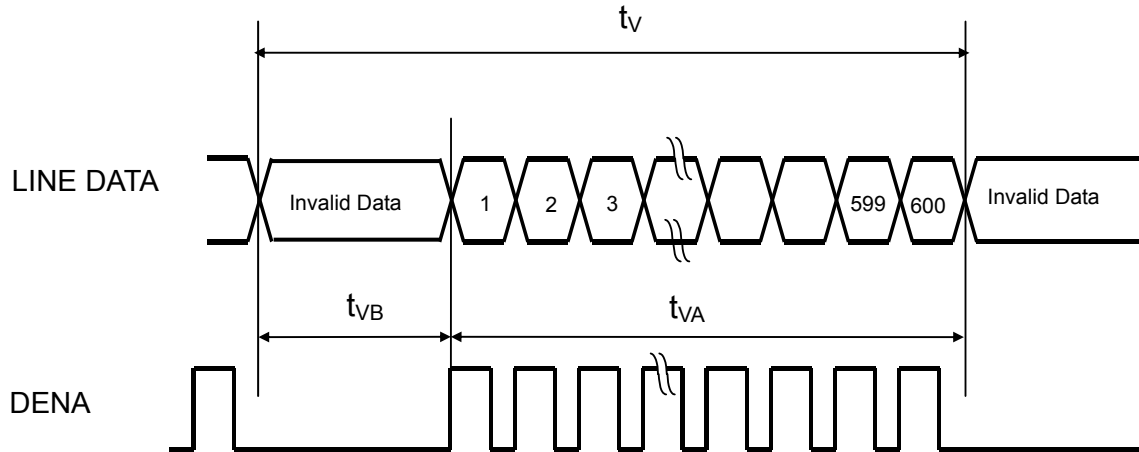 tV
LINE DATA
Invalid Data
1
2
3
599
600
Invalid Data
tVB
tVA
DENA